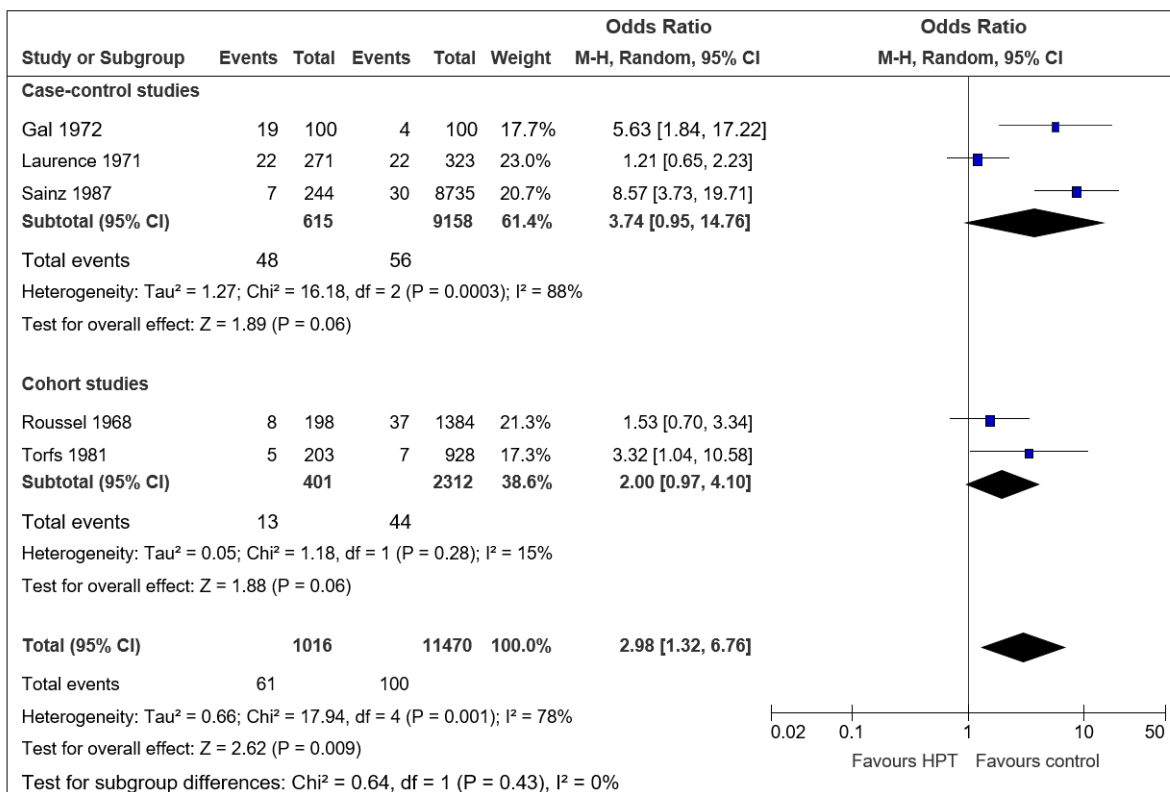 Odds Ratio Odds Ratio
Study or Subgroup Events Total Events Total Weight M-H, Random, 95% CI M-H, Random, 95% CI
Case-control studies
Gal 1972 19 100 4 100 17.7% 5.63 [1.84, 17.22]
Laurence 1971 22 271 22 323 23.0% 1.21 [0.65, 2.23]
Sainz 1987 7 244 30 8735 20.7% 8.57 [3.73, 19.71]
Subtotal (95% CI) 615 9158 61.4% 3.74 [0.95, 14.76]
Total events 48 56
Heterogeneity: Tau² = 1.27; Chi² = 16.18, df = 2 (P = 0.0003); I² = 88%
Test for overall effect: Z = 1.89 (P = 0.06)
Cohort studies
Roussel 1968 8 198 37 1384 21.3% 1.53 [0.70, 3.34]
Torfs 1981 5 203 7 928 17.3% 3.32 [1.04, 10.58]
Subtotal (95% CI) 401 2312 38.6% 2.00 [0.97, 4.10]
Total events 13 44
Heterogeneity: Tau² = 0.05; Chi² = 1.18, df = 1 (P = 0.28); I² = 15%
Test for overall effect: Z = 1.88 (P = 0.06)
Total (95% CI) 1016 11470 100.0% 2.98 [1.32, 6.76]
Total events 61 100
Heterogeneity: Tau² = 0.66; Chi² = 17.94, df = 4 (P = 0.001); I² = 78%
Test for overall effect: Z = 2.62 (P = 0.009)
Test for subgroup differences: Chi² = 0.64, df = 1 (P = 0.43), I² = 0%
0.02 0.1 1 10 50
Favours HPT Favours control